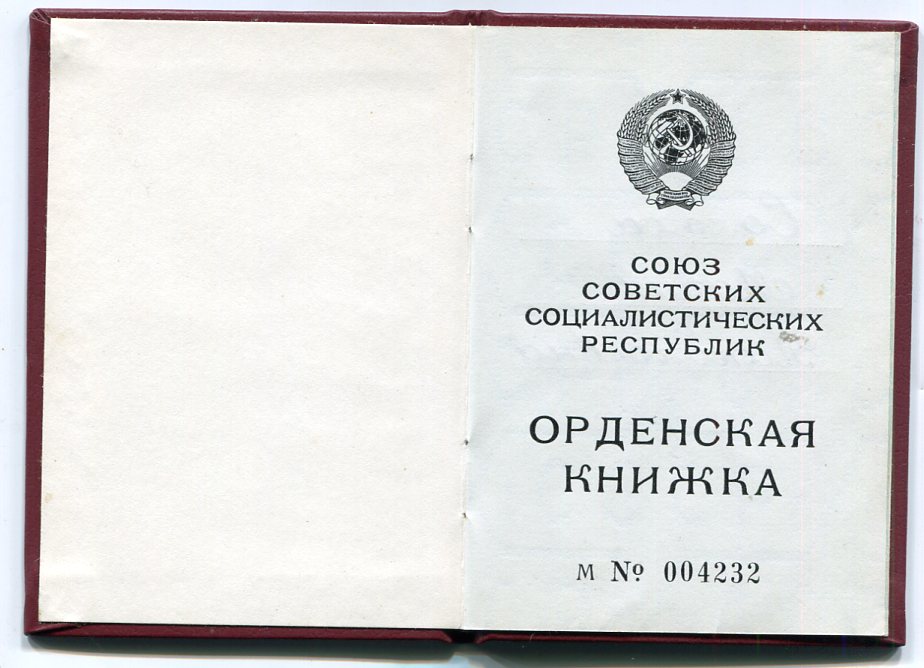 СОЮЗ
СОВЕТСКИХ
СОЦИАЛИСТИЧЕСКИХ
РЕСПУБЛИК
ОРДЕНСКАЯ
КНИЖКА
М № 004232